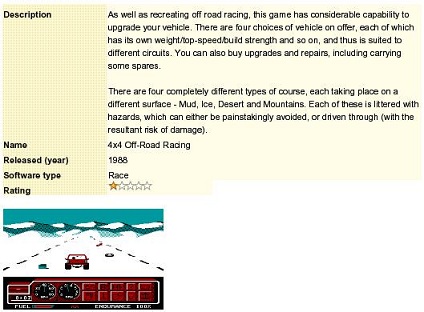 Description As well as recreating off road racing, this game has considerable capability to
upgrade your vehicle. There are four choices of vehicle on offer, each of which
has its own weight/top-speed/build strength and so on, and thus is suited to
different circuits. You can also buy upgrades and repairs, including carrying
some spares.
There are four completely different types of course, each taking place on a
different surface - Mud, Ice, Desert and Mountains. Each of these is littered with
hazards, which can either be painstakingly avoided, or driven through (with the
resultant risk of damage).
Name 4x4 Off-Road Racing
Released (year) 1988
Software type Race
Rating
FUEL ENDURANCE 100%